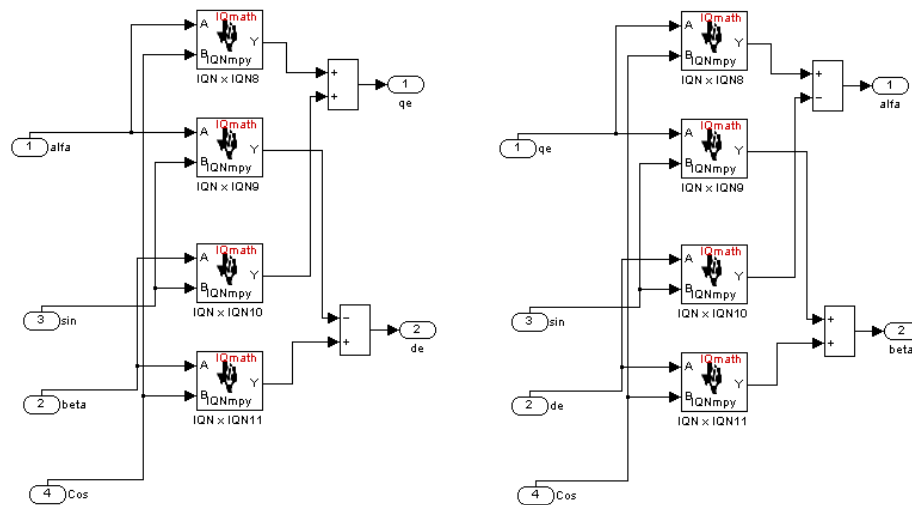 IQmath
A
Y
B
IQNmpy
IQN x IQN8
+
+
1
qe
1
alfa
IQmath
A
Y
B
IQNmpy
IQN x IQN9
IQmath
A
Y
B
IQNmpy
IQN x IQN10
3
sin
−
+
2
de
IQmath
A
Y
B
IQNmpy
IQN x IQN11
2
beta
4
Cos
IQmath
A
Y
B
IQNmpy
IQN x IQN8
+
−
1
alfa
1
qe
IQmath
A
Y
B
IQNmpy
IQN x IQN9
IQmath
A
Y
B
IQNmpy
IQN x IQN10
3
sin
+
+
2
beta
IQmath
A
Y
B
IQNmpy
IQN x IQN11
2
de
4
Cos